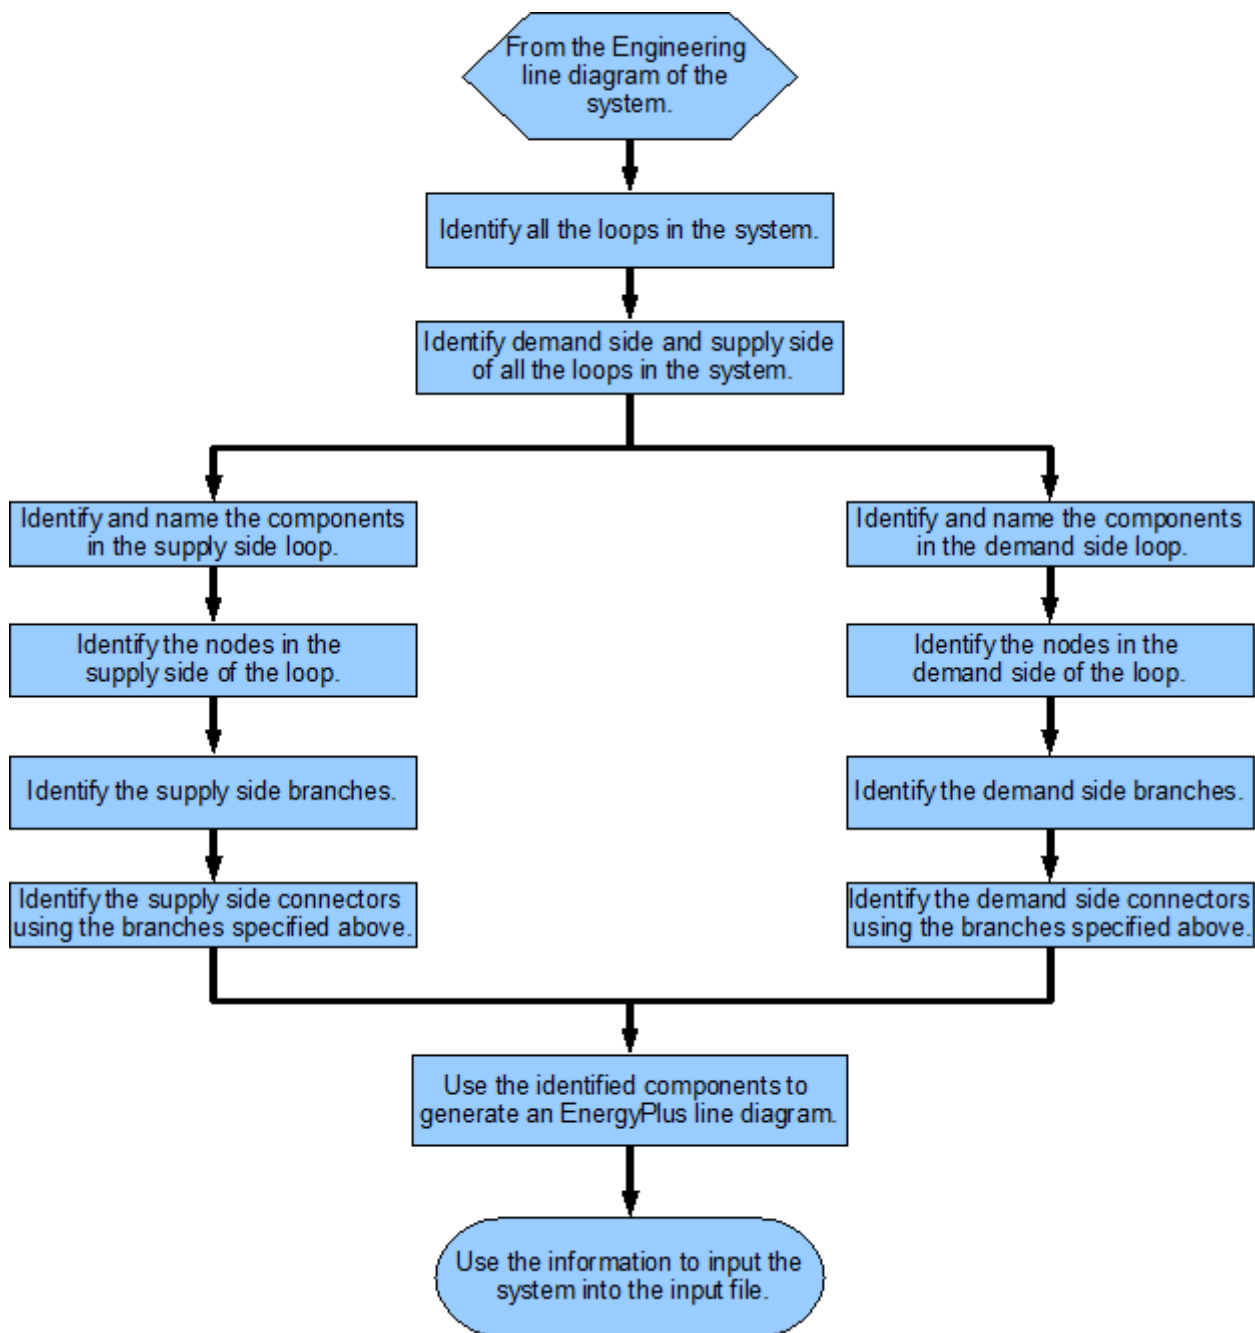 From the Engineering
line diagram of the
system.
Identify all the loops in the system.
Identify demand side and supply side
of all the loops in the system.
Identify and name the components
in the supply side loop.
Identify the nodes in the
supply side of the loop.
Identify the supply side branches.
Identify the supply side connectors
using the branches specified above.
Identify and name the components
in the demand side loop.
Identify the nodes in the
demand side of the loop.
Identify the demand side branches.
Identify the demand side connectors
using the branches specified above.
Use the identified components to
generate an EnergyPlus line diagram.
Use the information to input the
system into the input file.